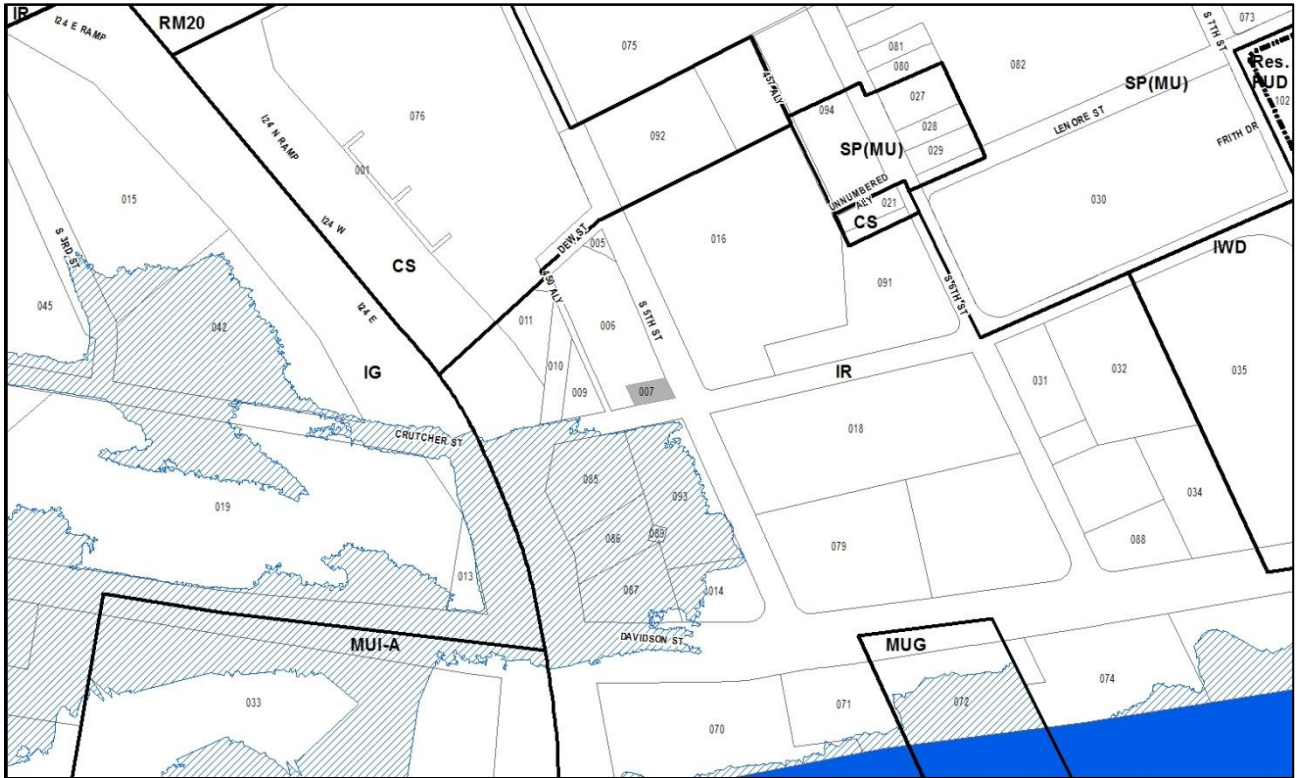 IR
I24 E RAMP
RM20
S 7TH ST
073
075
081
080
082
SP(MU)
Res.
PUD
102
457 ALY
094
027
076
092
028
LENORE ST
FRITH DR
I24 N RAMP
SP(MU)
029
001
UNNUMBERED
ALY
021
030
015
I24 W
CS
016
S 3RD ST
DEW ST
005
IWD
CS
450 ALY
091
S 6TH ST
045
042
I24 E
011
006
S 5TH ST
010
IG
007
IR
031
032
035
009
018
CRUTCHER ST
085
093
034
019
086
089
079
088
013
087
014
DAVIDSON ST
MUI-A
MUG
033
072
074
071
070